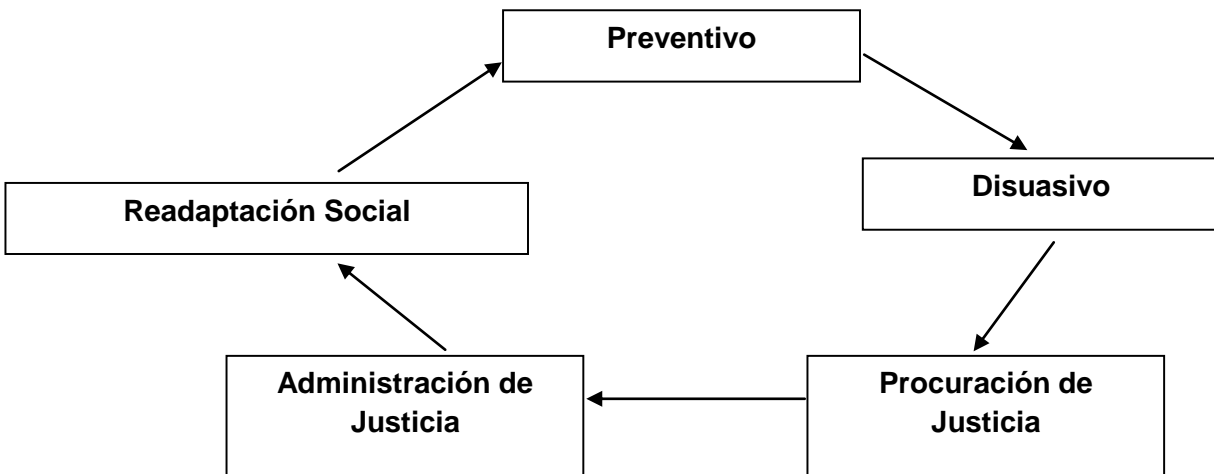 Preventivo
Disuasivo
Readaptación Social
Administración de
Justicia
Procuración de
Justicia